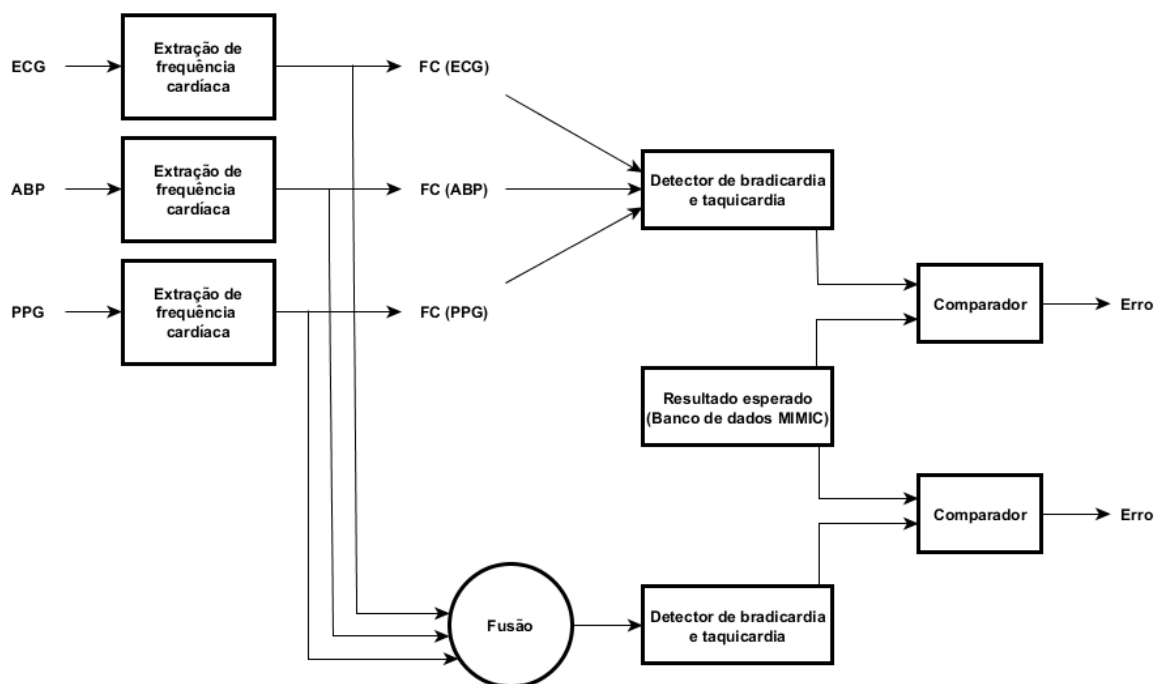 ECG
Extração de
frequência
cardíaca
FC (ECG)
ABP
Extração de
frequência
cardíaca
FC (ABP)
Detector de bradicardia
e taquicardia
PPG
Extração de
frequência
cardíaca
FC (PPG)
Comparador
Erro
Resultado esperado
(Banco de dados MIMIC)
Comparador
Erro
Fusão
Detector de bradicardia
e taquicardia